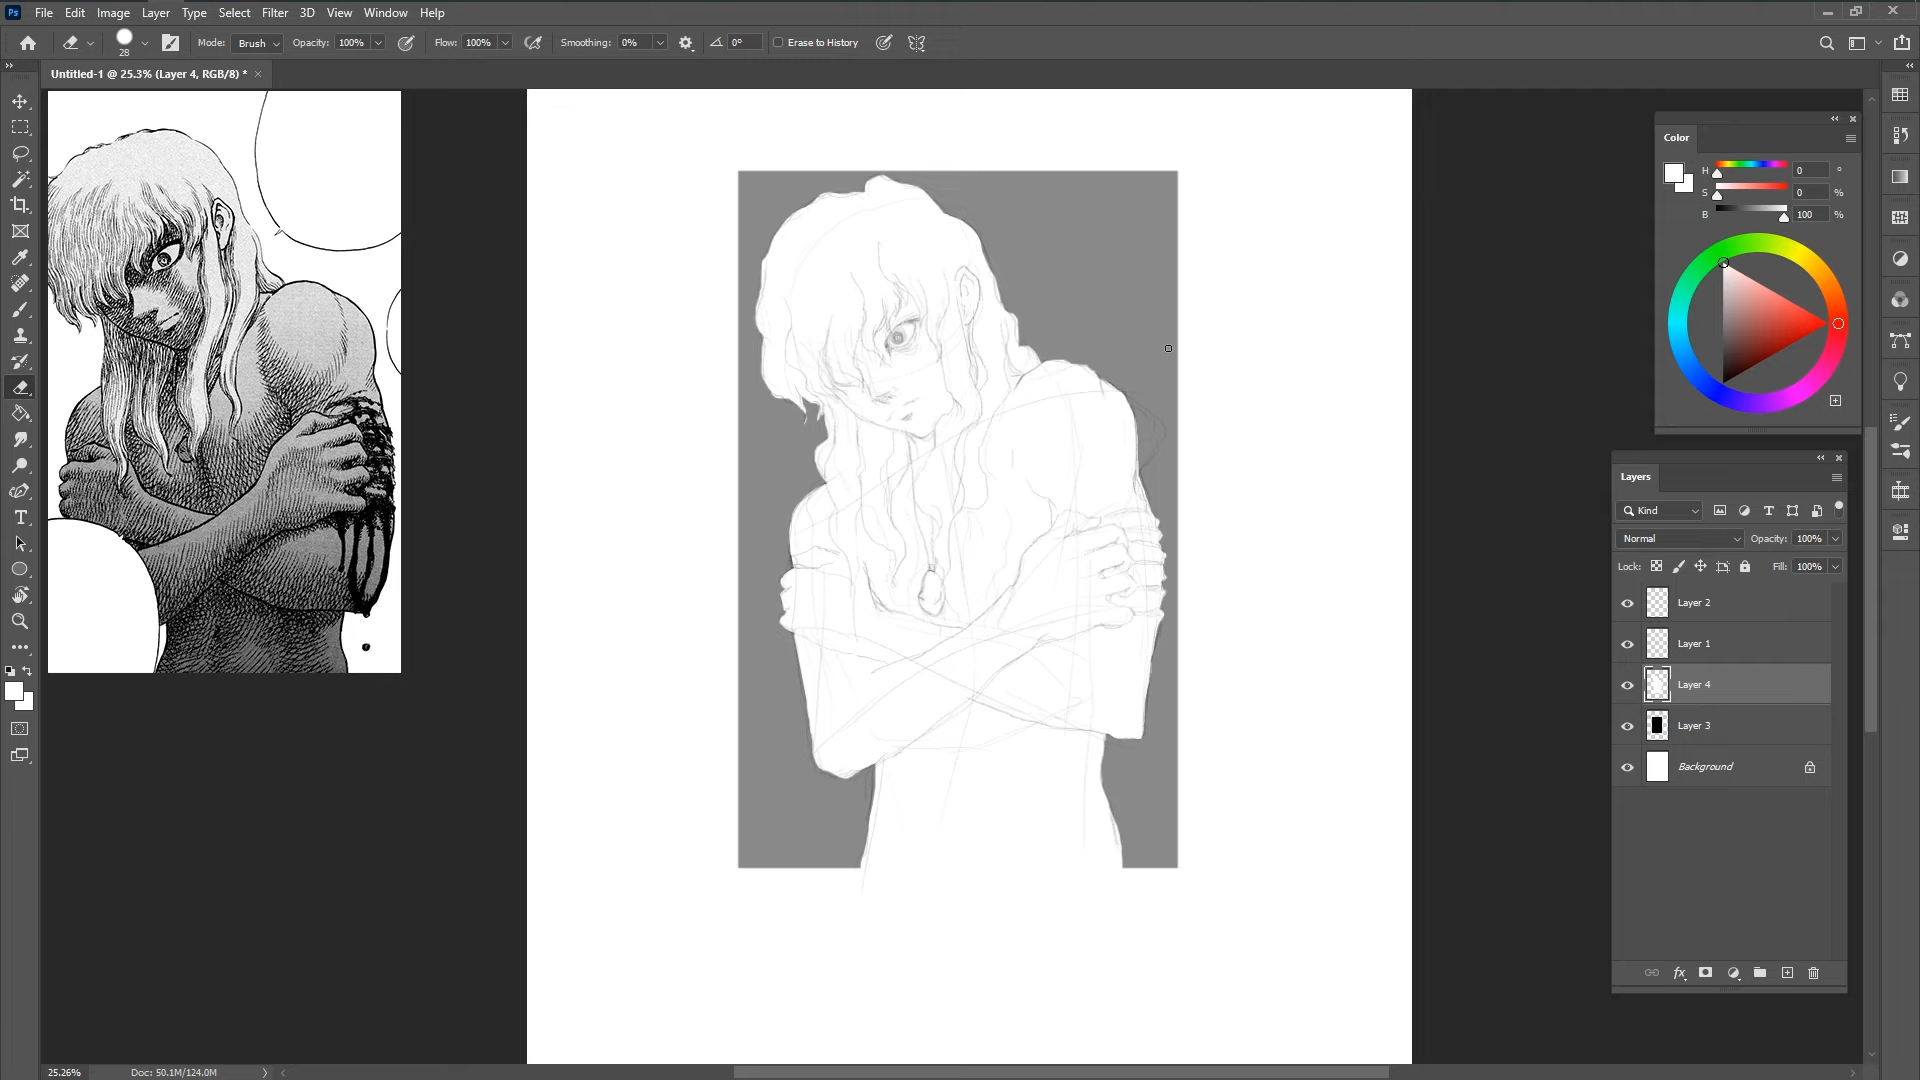 Ps File Edit Image Layer Type Select Filter 3D View Window Help
28 Mode: Brush Opacity: 100% Flow: 100% Smoothing: 0% 0° Erase to History
Untitled-1 @ 25.3% (Layer 4, RGB/8) * ×
Color
H 0 °
S 0 %
B 100 %
Layers
Kind
Normal Opacity: 100%
Lock: Fill: 100%
Layer 2
Layer 1
Layer 4
Layer 3
Background
fx
25.26% Doc: 50.1M/124.0M